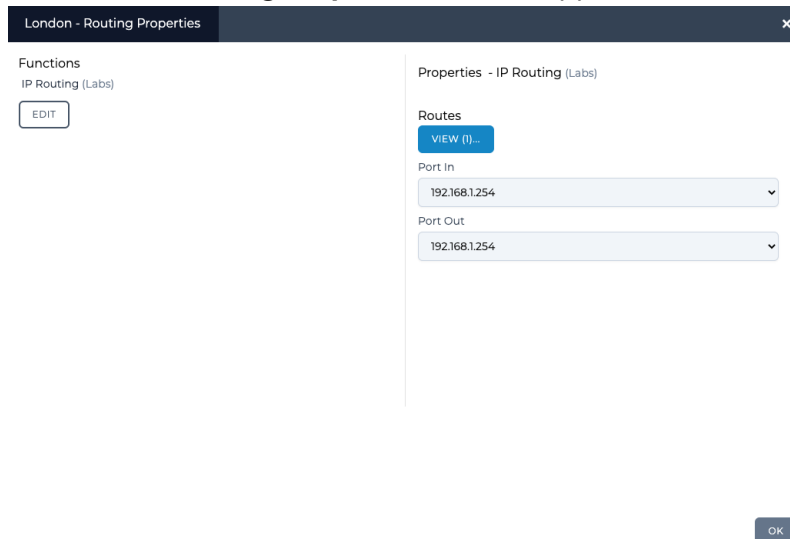 London - Routing Properties
×
Functions
IP Routing (Labs)
EDIT
Properties - IP Routing (Labs)
Routes
VIEW (1)...
Port In
192.168.1.254
Port Out
192.168.1.254
OK